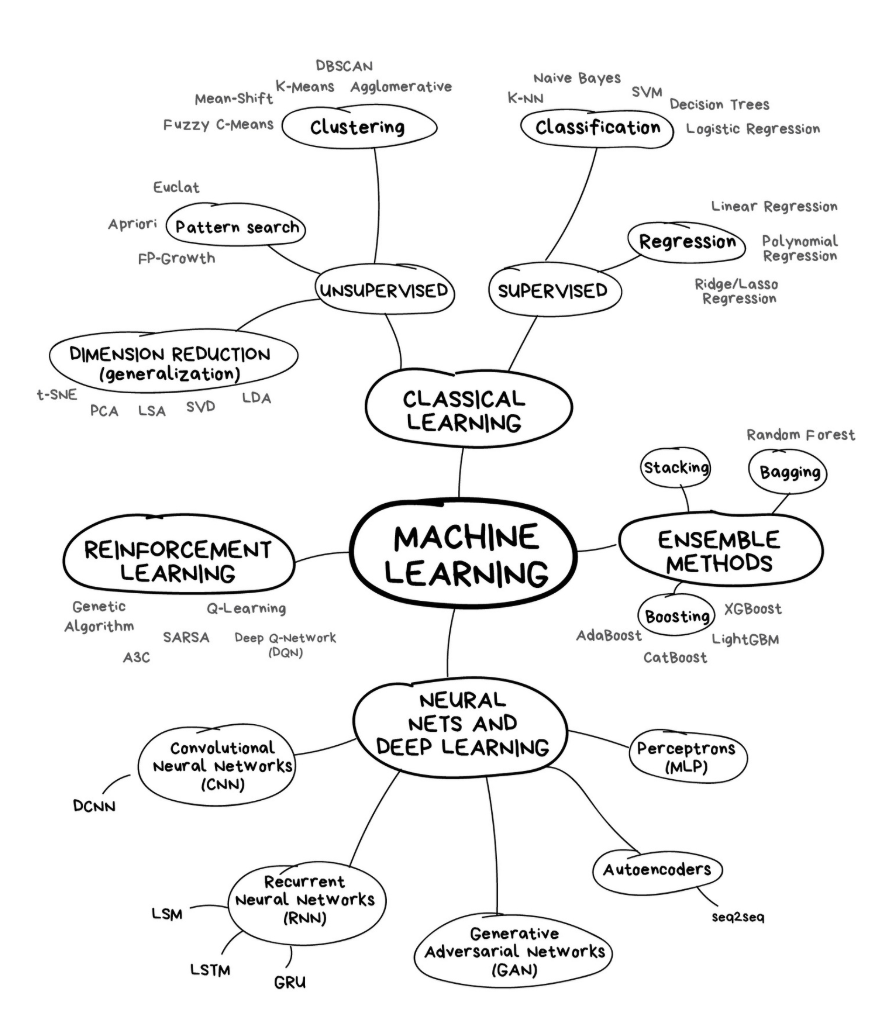 DBSCAN
K-Means
Agglomerative
Mean-Shift
Fuzzy C-Means
Clustering
Naive Bayes
K-NN
SVM
Decision Trees
Logistic Regression
Classification
Euclat
Apriori
Pattern search
FP-Growth
Linear Regression
Regression
Polynomial
Regression
Ridge/Lasso
Regression
UNSUPERVISED
SUPERVISED
DIMENSION REDUCTION
(generalization)
t-SNE
PCA
LSA
SVD
LDA
CLASSICAL
LEARNING
Random Forest
Stacking
Bagging
REINFORCEMENT
LEARNING
MACHINE
LEARNING
ENSEMBLE
METHODS
Genetic
Algorithm
Q-Learning
SARSA
Deep Q-Network
(DQN)
A3C
Boosting
XGBoost
AdaBoost
LightGBM
CatBoost
NEURAL
NETS AND
DEEP LEARNING
Convolutional
Neural Networks
(CNN)
DCNN
Perceptrons
(MLP)
Recurrent
Neural Networks
(RNN)
LSM
LSTM
GRU
Generative
Adversarial Networks
(GAN)
Autoencoders
seq2seq